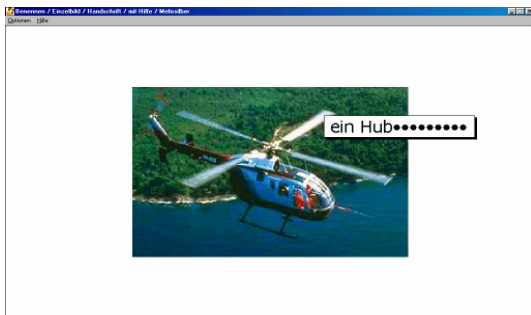 Benennen / Einzelbild / Handschrift / mit Hilfe / Mehrsilber
Optionen Hilfe
ein Hub•••••••••